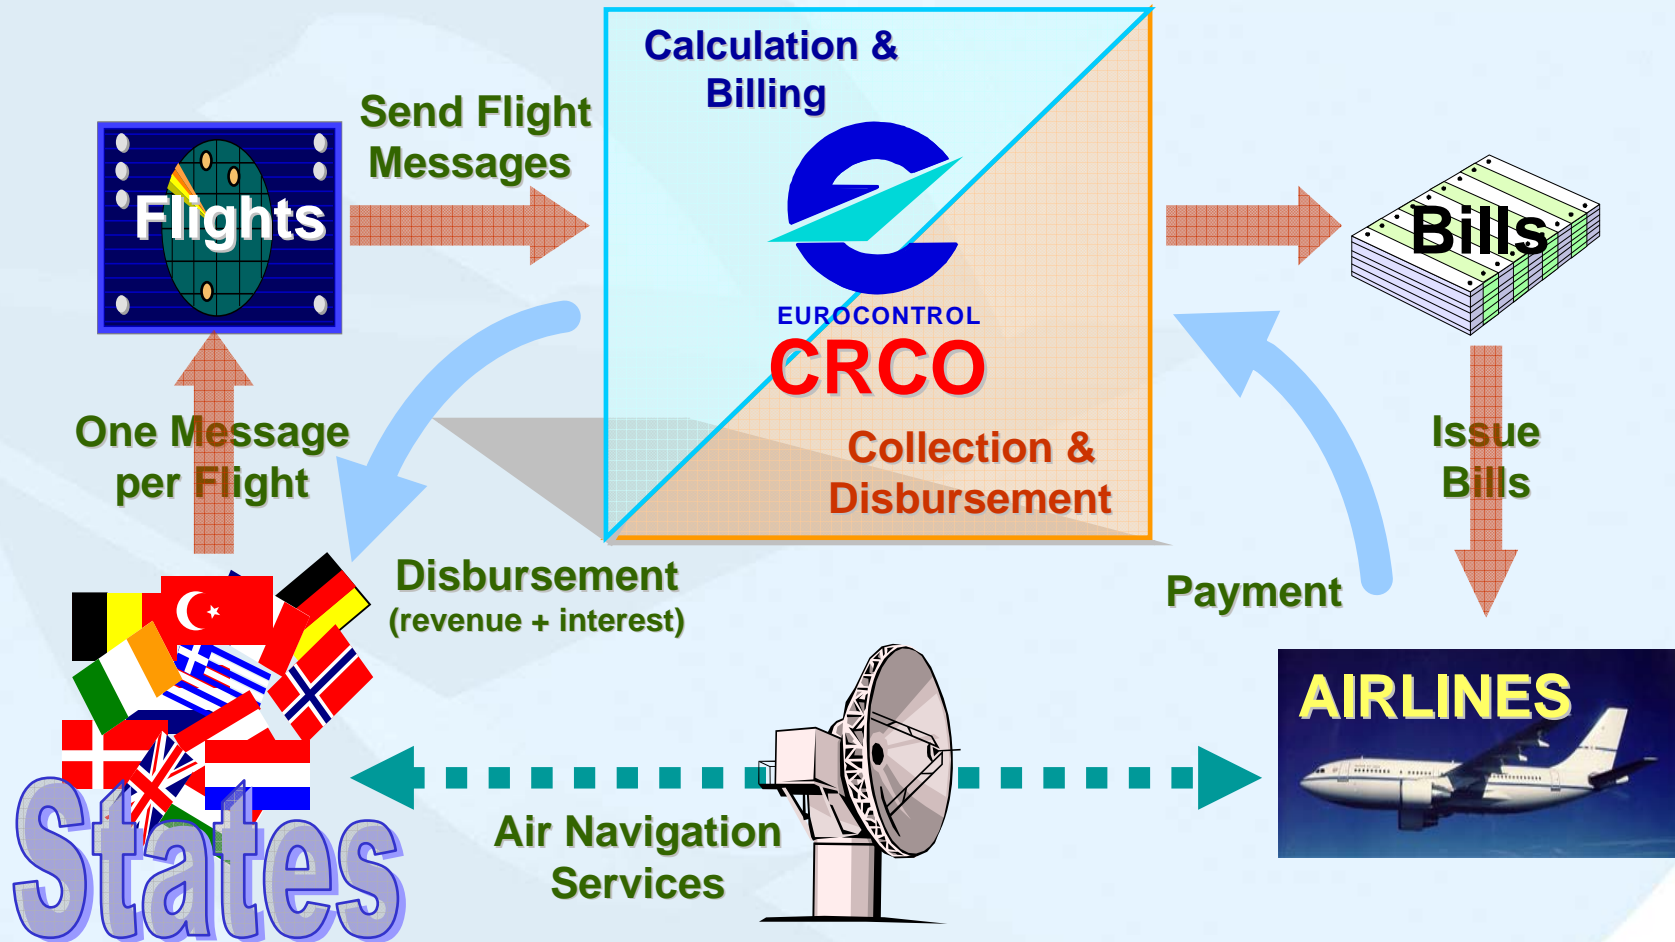 Calculation &
Billing
Send Flight
Messages
Flights
Bills
EUROCONTROL
CRCO
One Message
per Flight
Collection &
Disbursement
Issue
Bills
Disbursement
(revenue + interest)
Payment
AIRLINES
Air Navigation
Services
States